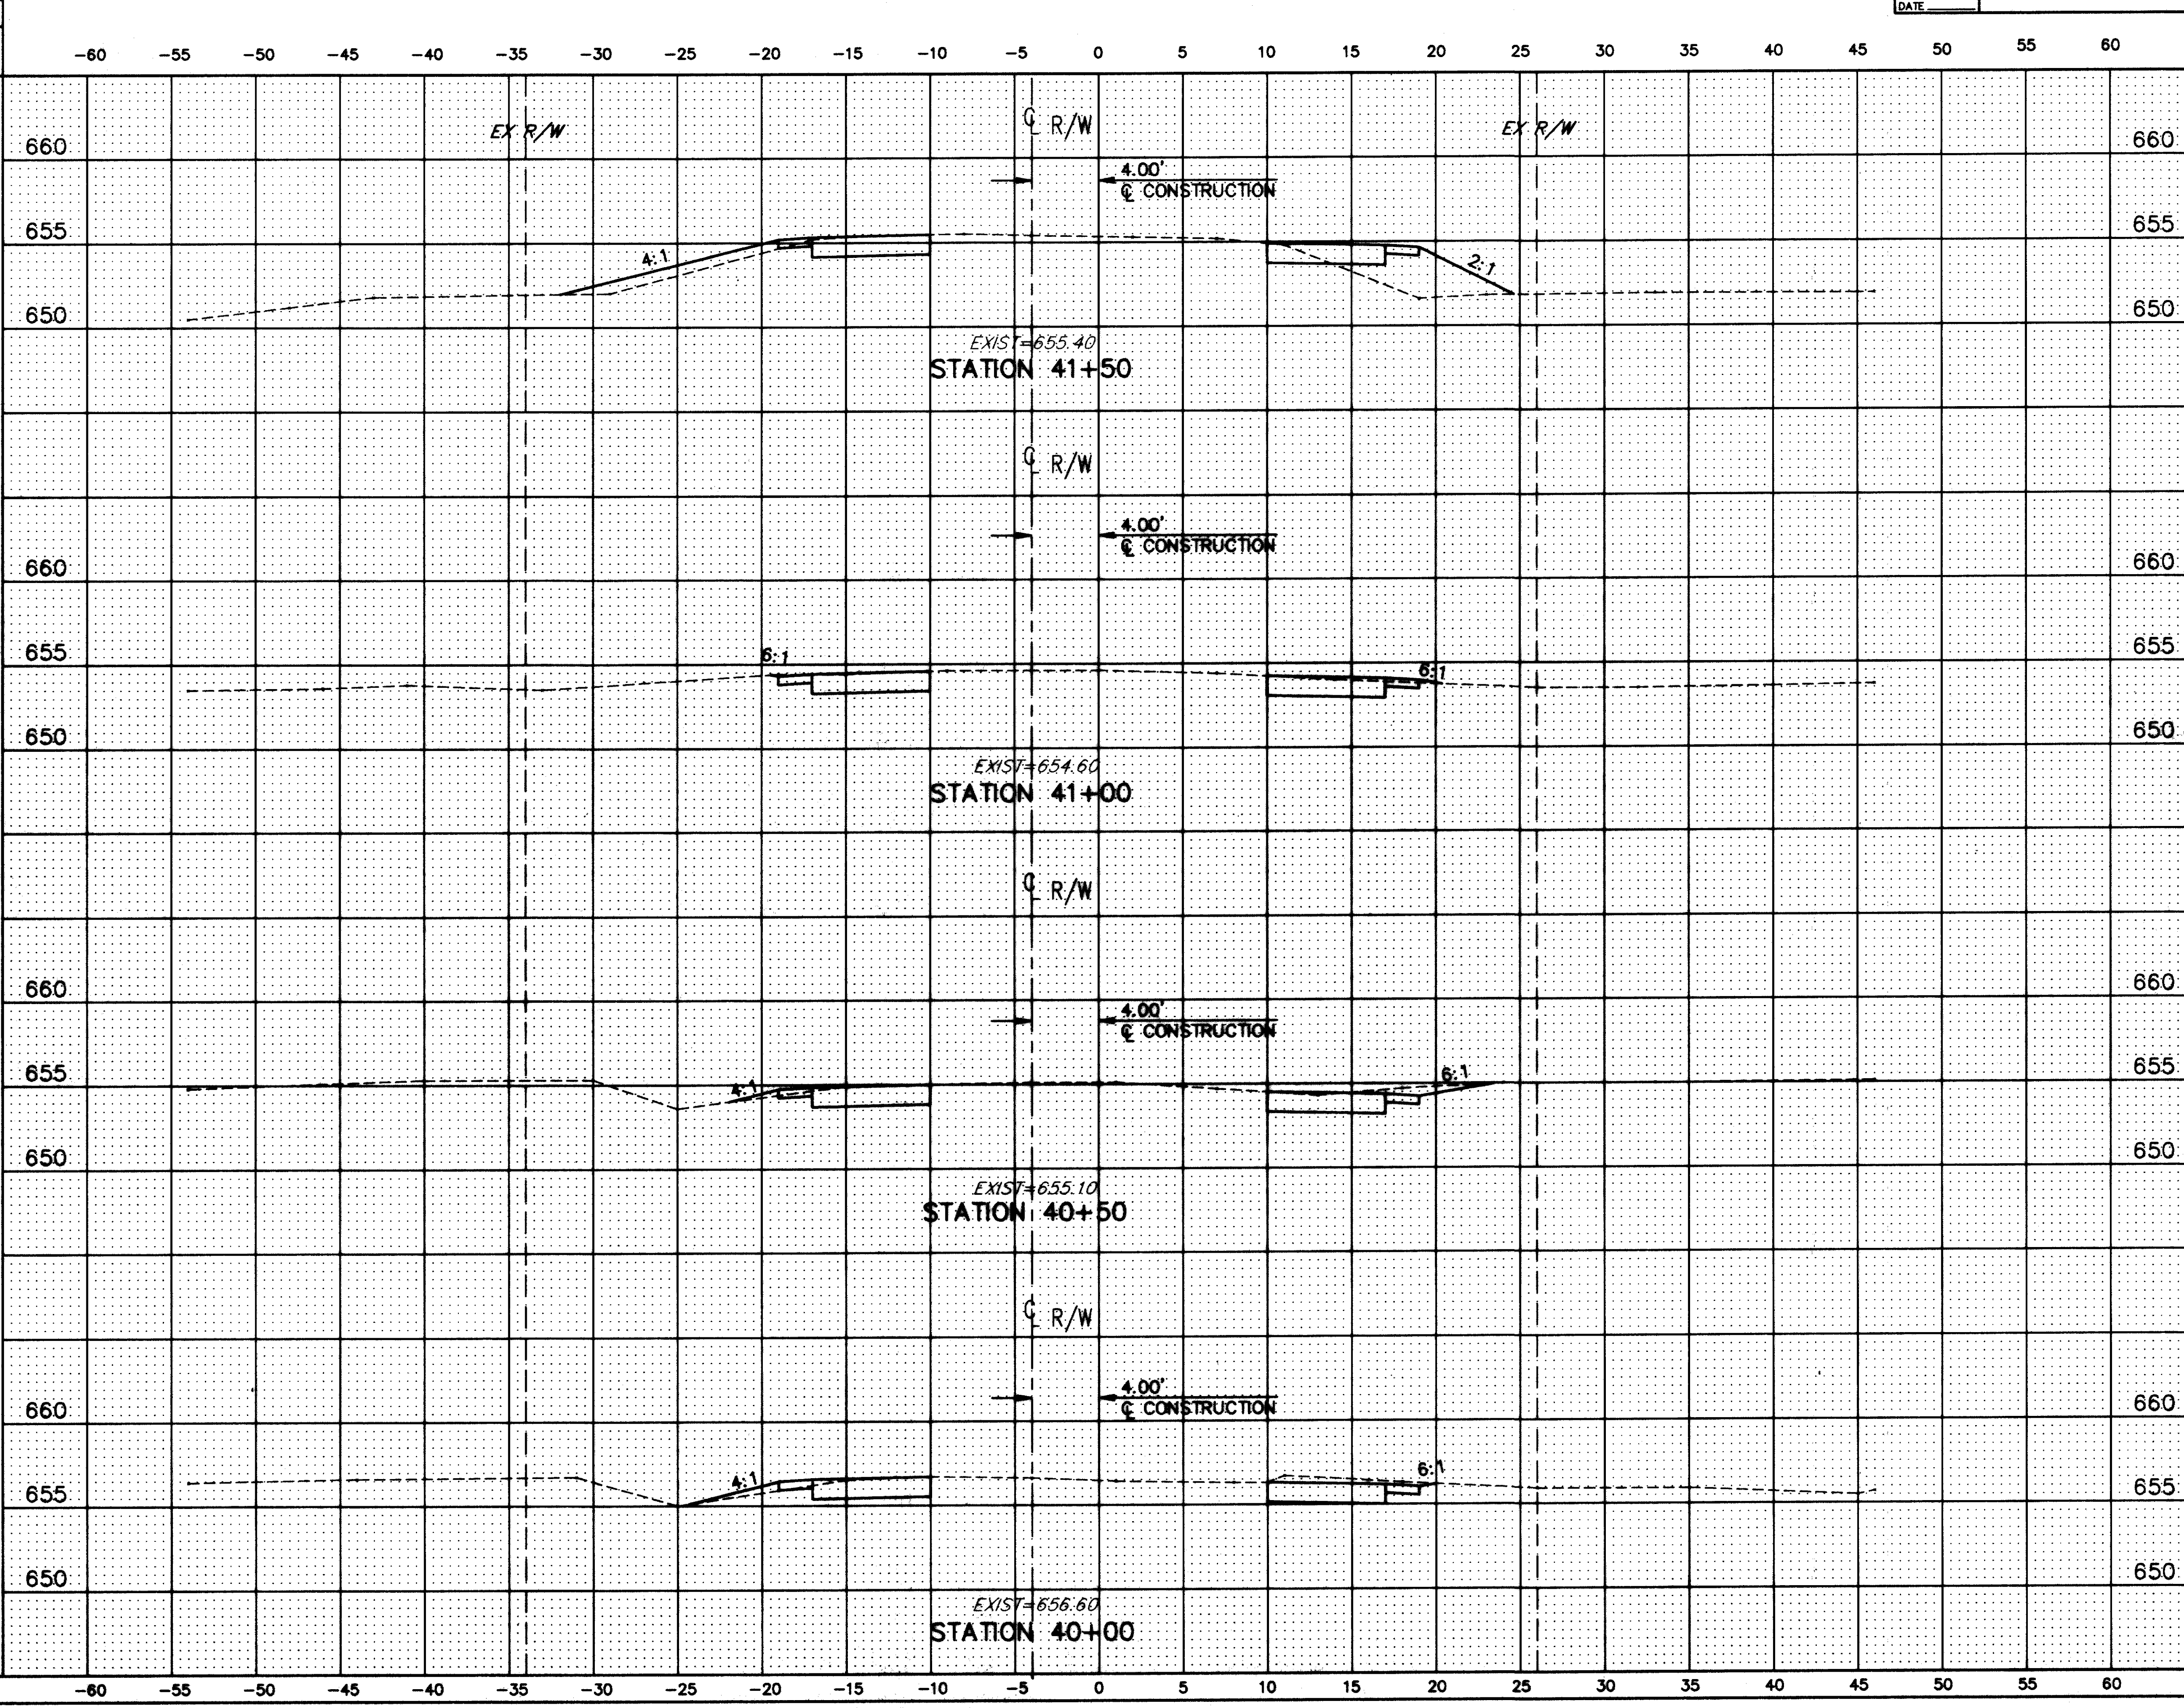 DATE
-60 -55 -50 -45 -40 -35 -30 -25 -20 -15 -10 -5 0 5 10 15 20 25 30 35 40 45 50 55 60
EX R/W ℄ R/W EX R/W
660 660
4.00'
℄ CONSTRUCTION
655 655
4:1 2:1
650 650
EXIST=655.40
STATION 41+50
℄ R/W
4.00'
℄ CONSTRUCTION
660 660
655 655
6:1 6:1
650 650
EXIST=654.60
STATION 41+00
℄ R/W
660 660
4.00'
℄ CONSTRUCTION
655 655
4:1 6:1
650 650
EXIST=655.10
STATION 40+50
℄ R/W
4.00'
℄ CONSTRUCTION
660 660
4:1 6:1
655 655
650 650
EXIST=656.60
STATION 40+00
-60 -55 -50 -45 -40 -35 -30 -25 -20 -15 -10 -5 0 5 10 15 20 25 30 35 40 45 50 55 60